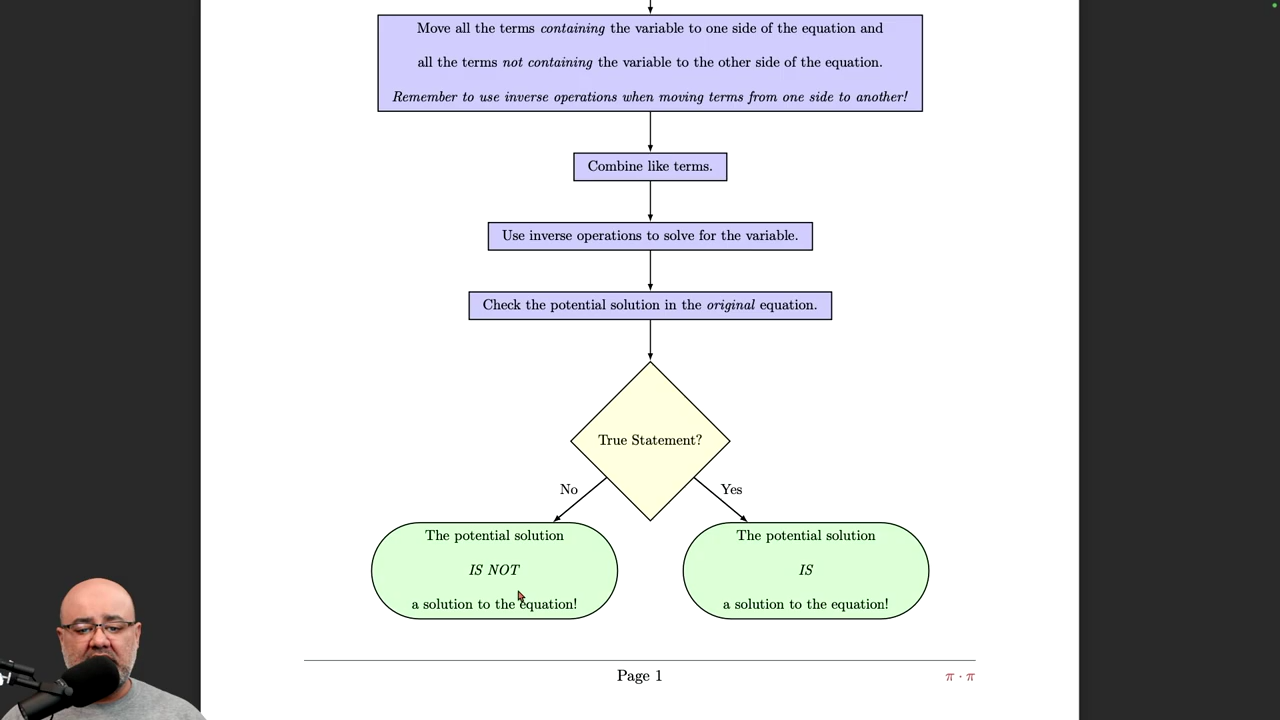 Move all the terms containing the variable to one side of the equation and
all the terms not containing the variable to the other side of the equation.
Remember to use inverse operations when moving terms from one side to another!
Combine like terms.
Use inverse operations to solve for the variable.
Check the potential solution in the original equation.
True Statement?
No
Yes
The potential solution
IS NOT
a solution to the equation!
The potential solution
IS
a solution to the equation!
Page 1
π · π